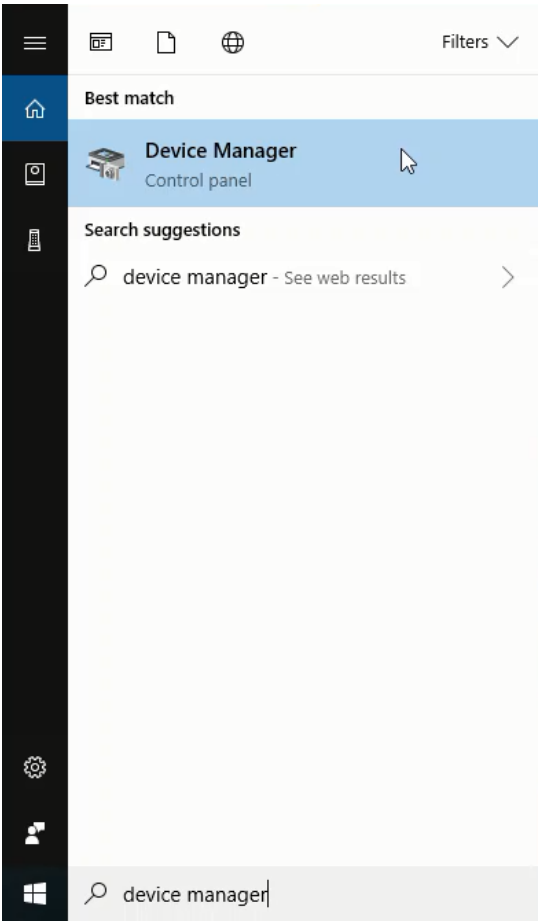 Filters
Best match
Device Manager
Control panel
Search suggestions
device manager - See web results
device manager